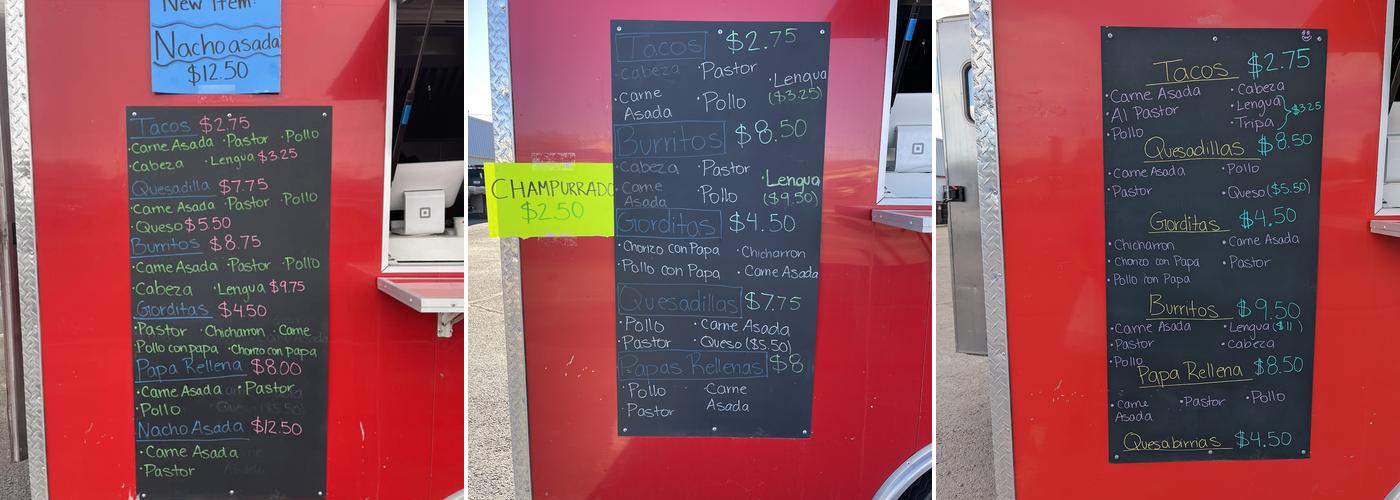 New Item:
Nacho asada
$12.50
Tacos $2.75
·Carne Asada ·Pastor ·Pollo
·Cabeza ·Lengua $3.25
Quesadilla $7.75
·Carne Asada ·Pastor ·Pollo
·Queso $5.50
Burritos $8.75
·Carne Asada ·Pastor ·Pollo
·Cabeza ·Lengua $9.75
Gorditas $4.50
·Pastor ·Chicharron ·Carne
·Pollo con papa ·Chorizo con Papa
Papa Rellena $8.00
·Carne Asada ·Pastor
·Pollo
Nacho Asada $12.50
·Carne Asada
·Pastor
Tacos $2.75
·Cabeza ·Pastor ·Lengua
($3.25)
·Carne
Asada ·Pollo
Burritos $8.50
·Cabeza ·Pastor ·Lengua
($9.50)
·Carne
Asada ·Pollo
CHAMPURRADO
$2.50
Gorditos $4.50
·Chorizo con Papa ·Chicharron
·Pollo con Papa ·Carne Asada
Quesadillas $7.75
·Pollo ·Carne Asada
·Pastor ·Queso ($5.50)
Papas Rellenas $8
·Pollo ·Carne
Asada
·Pastor
Tacos $2.75
·Carne Asada ·Cabeza
·Al Pastor ·Lengua
·Pollo ·Tripa $3.25
Quesadillas $8.50
·Carne Asada ·Pollo
·Pastor ·Queso ($5.50)
Gorditas $4.50
·Chicharron ·Carne Asada
·Chorizo con Papa ·Pastor
·Pollo con Papa
Burritos $9.50
·Carne Asada ·Lengua ($11)
·Pastor ·Cabeza
·Pollo
Papa Rellena $8.50
·Carne
Asada ·Pastor ·Pollo
Quesabirrias $4.50